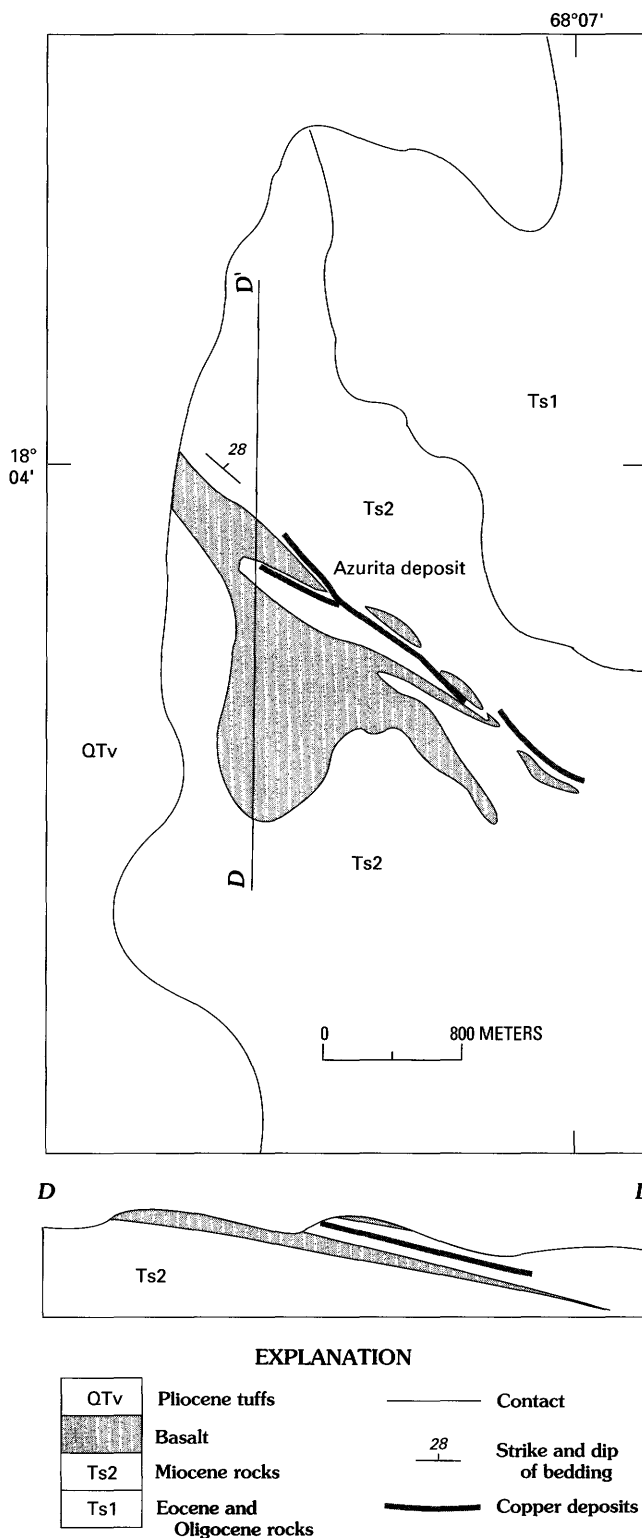 68°07'
D'
Ts1
28
18°
04'
Ts2
Azurita deposit
QTv
D
Ts2
0 800 METERS
D
Ts2
EXPLANATION
QTv Pliocene tuffs
Basalt
Ts2 Miocene rocks
Ts1 Eocene and
Oligocene rocks
Contact
28 Strike and dip
of bedding
Copper deposits